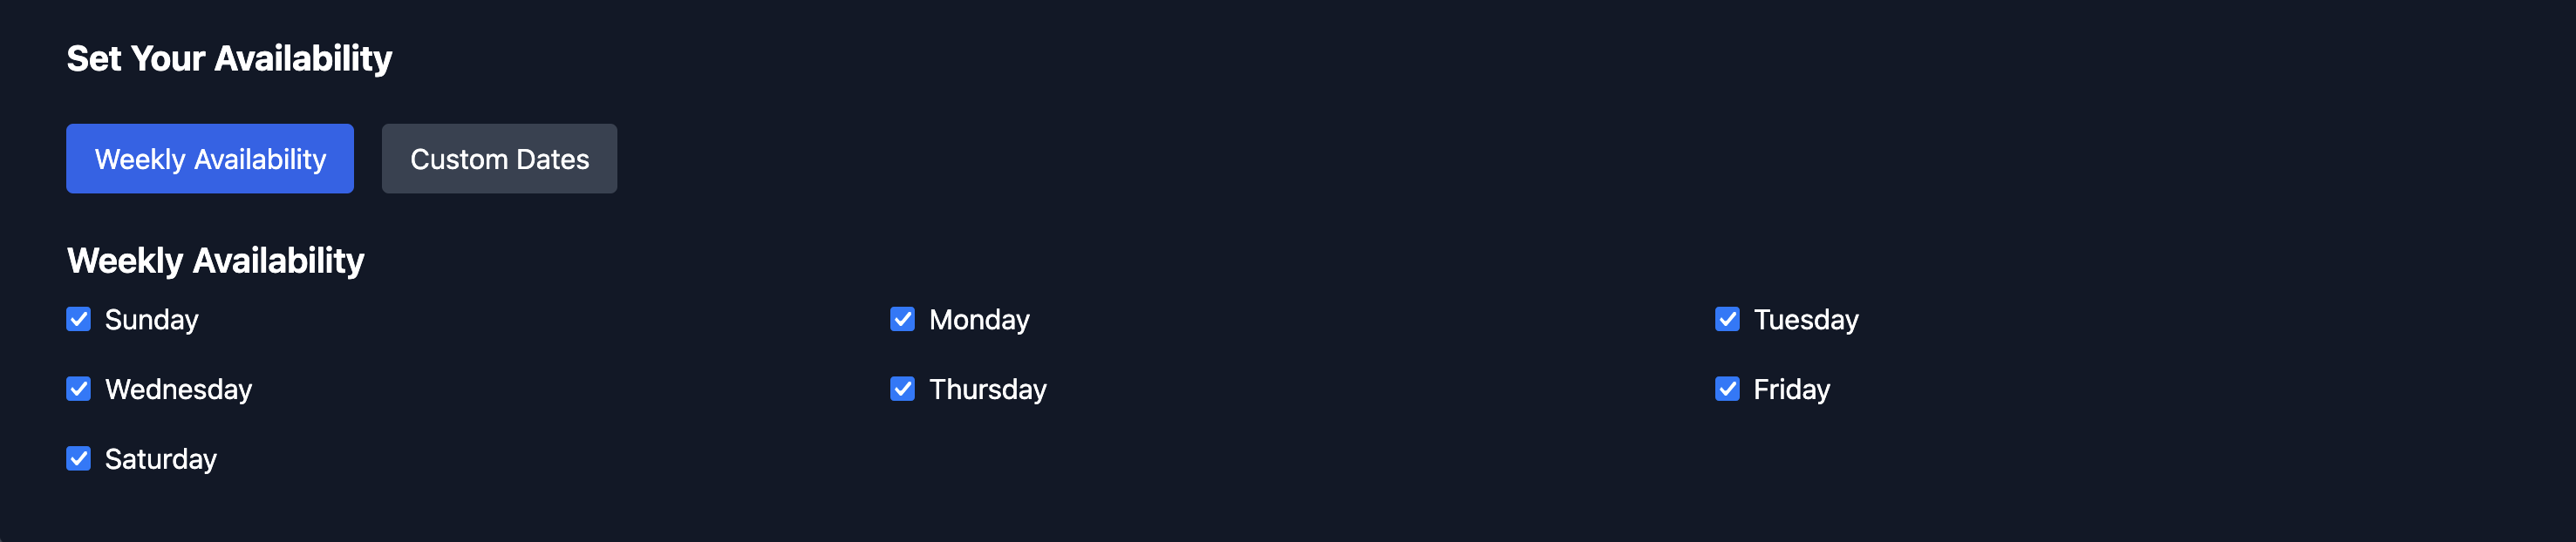 Set Your Availability
Weekly Availability Custom Dates
Weekly Availability
Sunday Monday Tuesday
Wednesday Thursday Friday
Saturday